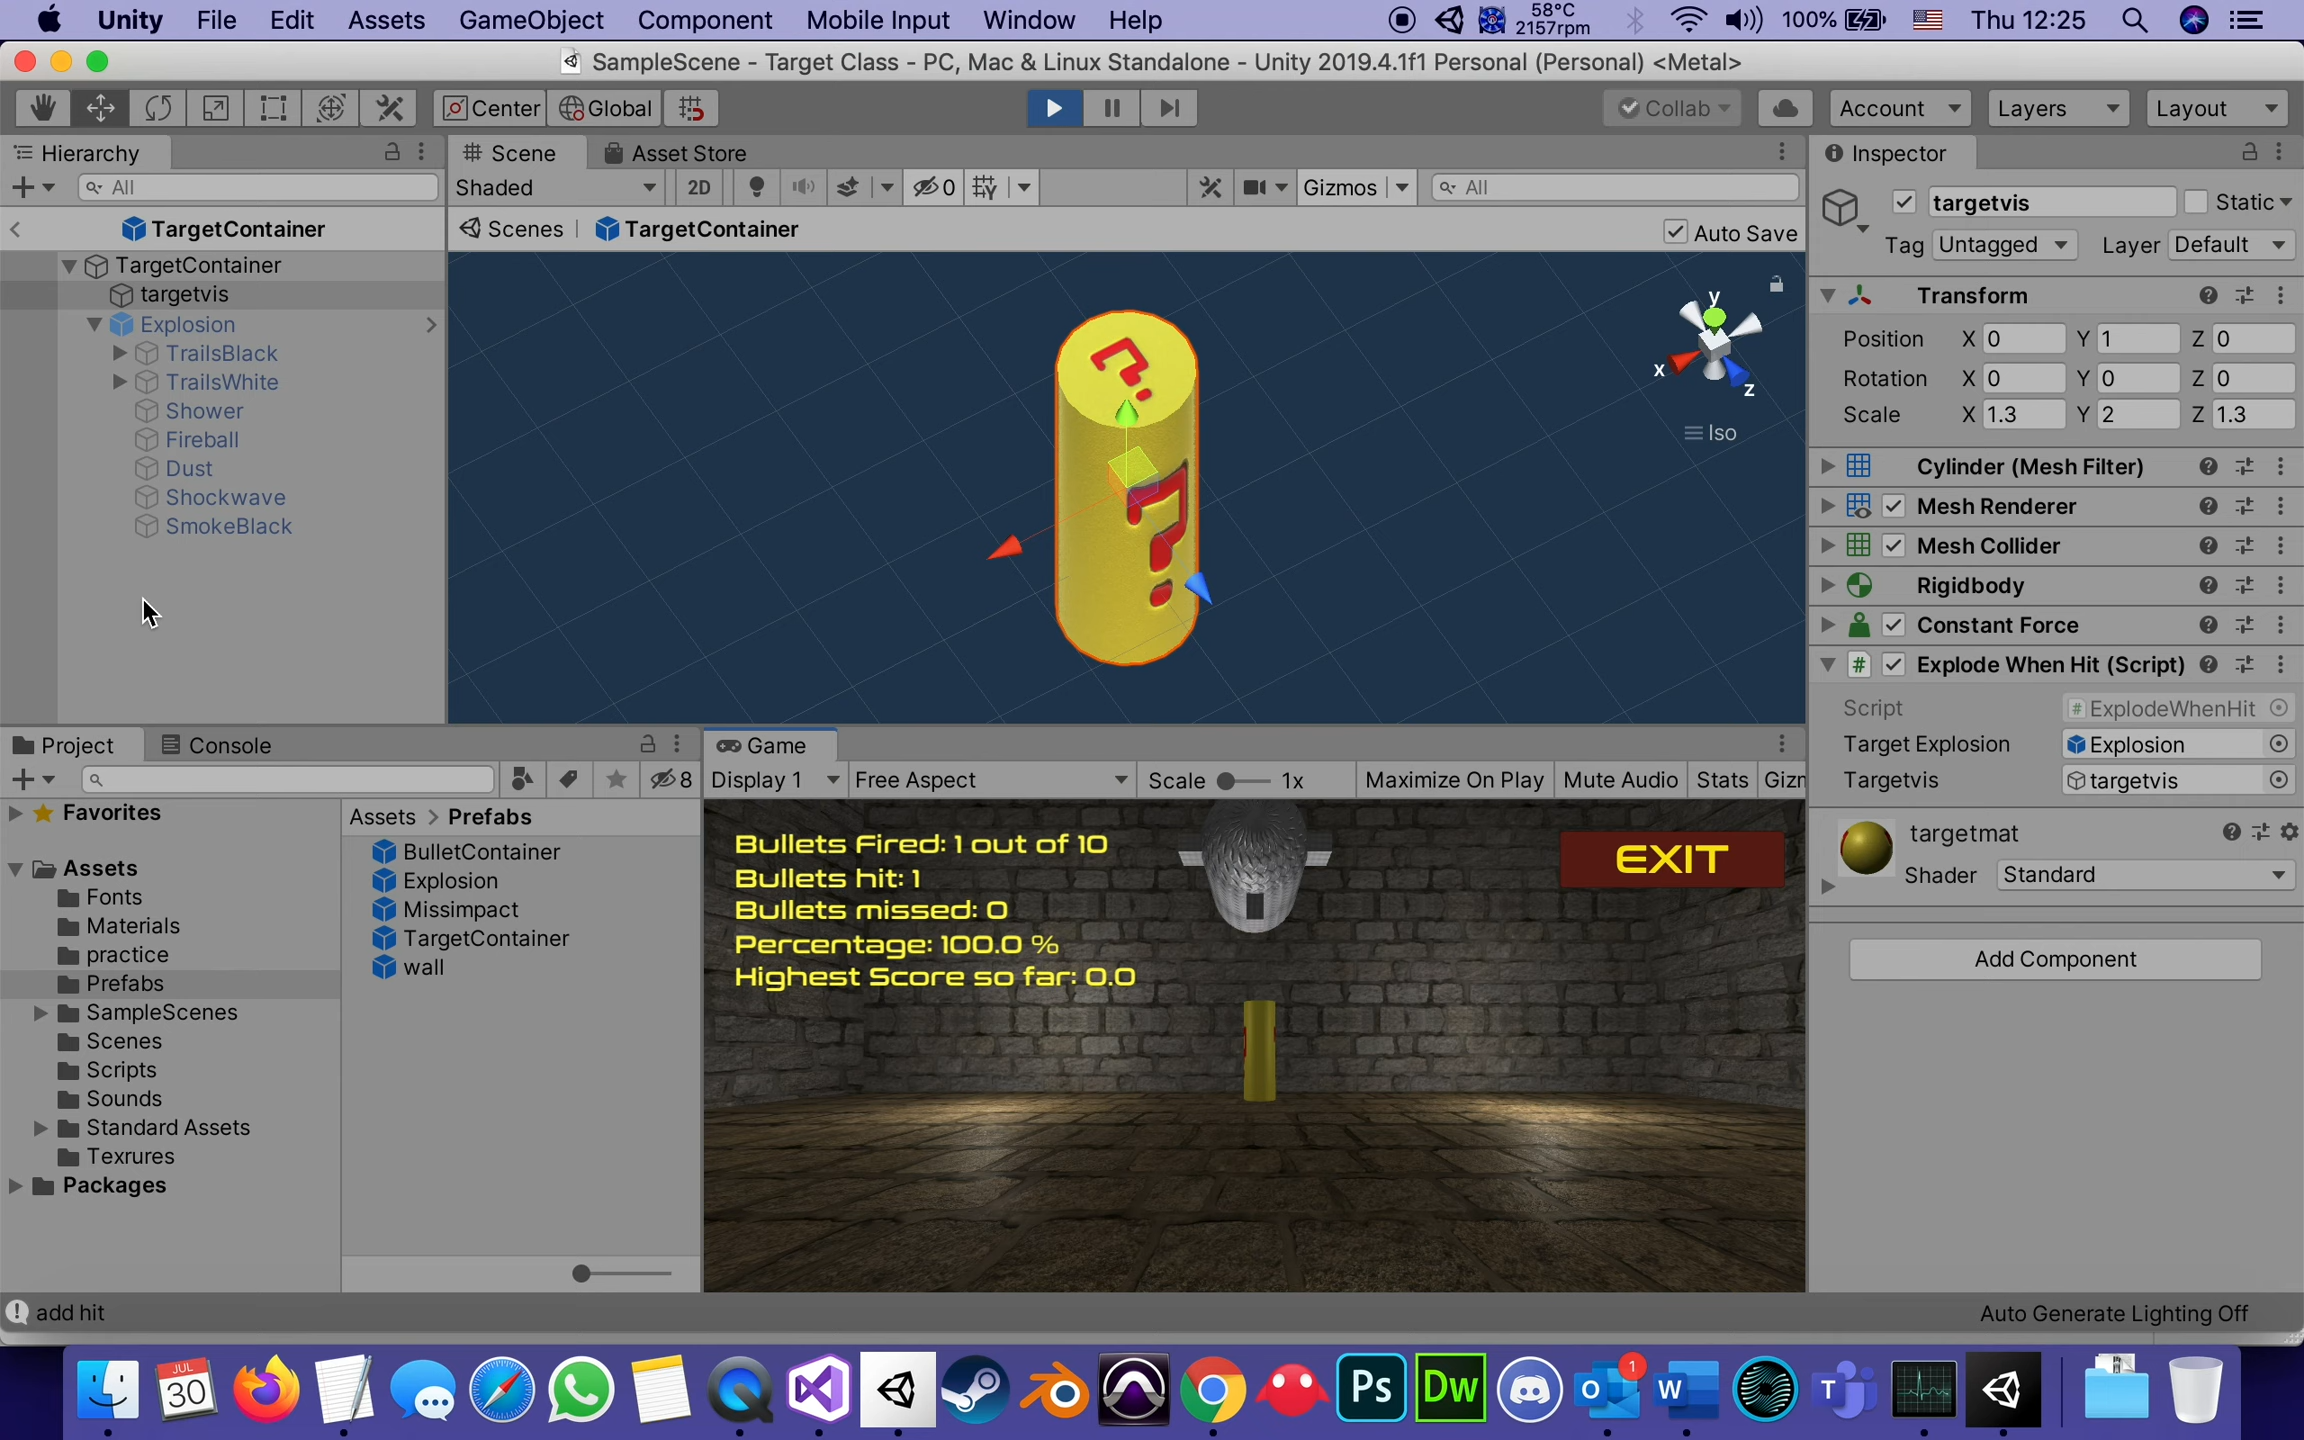 Unity File Edit Assets GameObject Component Mobile Input Window Help 58°C 2157rpm 100% Thu 12:25
SampleScene - Target Class - PC, Mac & Linux Standalone - Unity 2019.4.1f1 Personal (Personal) <Metal>
Center Global Collab Account Layers Layout
Hierarchy
All
TargetContainer
TargetContainer
targetvis
Explosion
TrailsBlack
TrailsWhite
Shower
Fireball
Dust
Shockwave
SmokeBlack
Scene Asset Store
Shaded 2D 0 Gizmos All
Scenes TargetContainer Auto Save
y
x
z
Iso
Inspector
targetvis Static
Tag Untagged Layer Default
Transform
Position X 0 Y 1 Z 0
Rotation X 0 Y 0 Z 0
Scale X 1.3 Y 2 Z 1.3
Cylinder (Mesh Filter)
Mesh Renderer
Mesh Collider
Rigidbody
Constant Force
# Explode When Hit (Script)
Script # ExplodeWhenHit
Target Explosion Explosion
Targetvis targetvis
targetmat
Shader Standard
Add Component
Project Console
8
Favorites
Assets
Fonts
Materials
practice
Prefabs
SampleScenes
Scenes
Scripts
Sounds
Standard Assets
Texrures
Packages
Assets > Prefabs
BulletContainer
Explosion
Missimpact
TargetContainer
wall
Game
Display 1 Free Aspect Scale 1x Maximize On Play Mute Audio Stats Gizm
Bullets Fired: 1 out of 10
Bullets hit: 1
Bullets missed: 0
Percentage: 100.0 %
Highest Score so far: 0.0
EXIT
add hit
Auto Generate Lighting Off
JUL
30
Ps
Dw
O
1
W
T